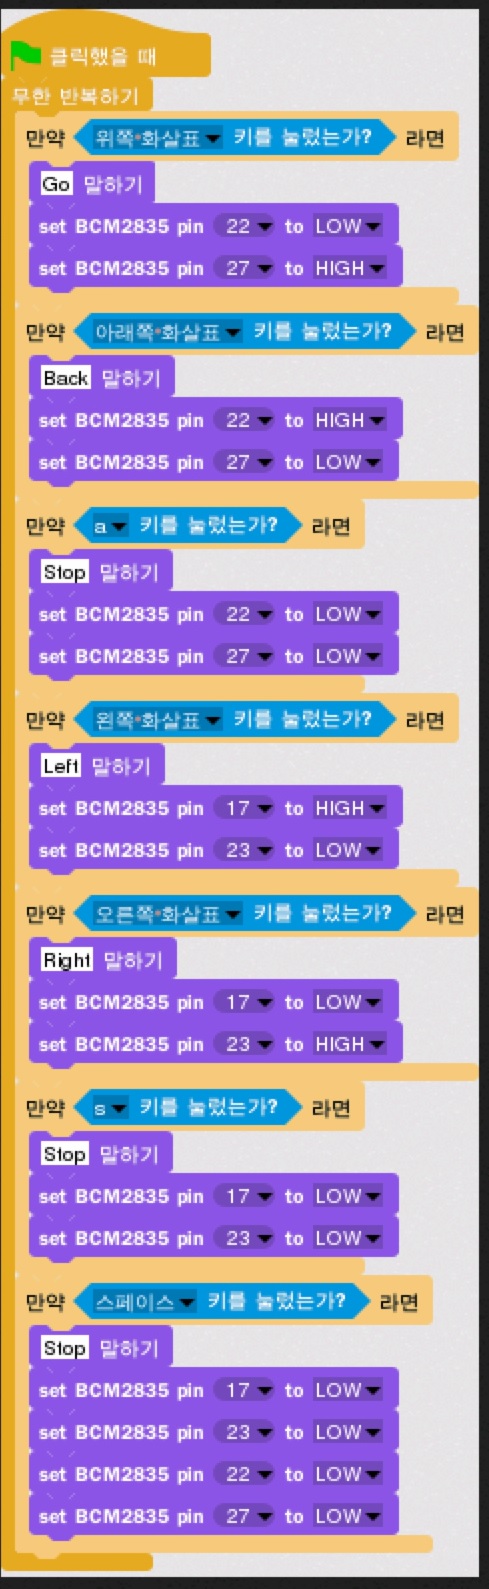 클릭했을 때
무한 반복하기
만약 위쪽 화살표 키를 눌렀는가? 라면
Go 말하기
set BCM2835 pin 22 to LOW
set BCM2835 pin 27 to HIGH
만약 아래쪽 화살표 키를 눌렀는가? 라면
Back 말하기
set BCM2835 pin 22 to HIGH
set BCM2835 pin 27 to LOW
만약 a 키를 눌렀는가? 라면
Stop 말하기
set BCM2835 pin 22 to LOW
set BCM2835 pin 27 to LOW
만약 왼쪽 화살표 키를 눌렀는가? 라면
Left 말하기
set BCM2835 pin 17 to HIGH
set BCM2835 pin 23 to LOW
만약 오른쪽 화살표 키를 눌렀는가? 라면
Right 말하기
set BCM2835 pin 17 to LOW
set BCM2835 pin 23 to HIGH
만약 s 키를 눌렀는가? 라면
Stop 말하기
set BCM2835 pin 17 to LOW
set BCM2835 pin 23 to LOW
만약 스페이스 키를 눌렀는가? 라면
Stop 말하기
set BCM2835 pin 17 to LOW
set BCM2835 pin 23 to LOW
set BCM2835 pin 22 to LOW
set BCM2835 pin 27 to LOW